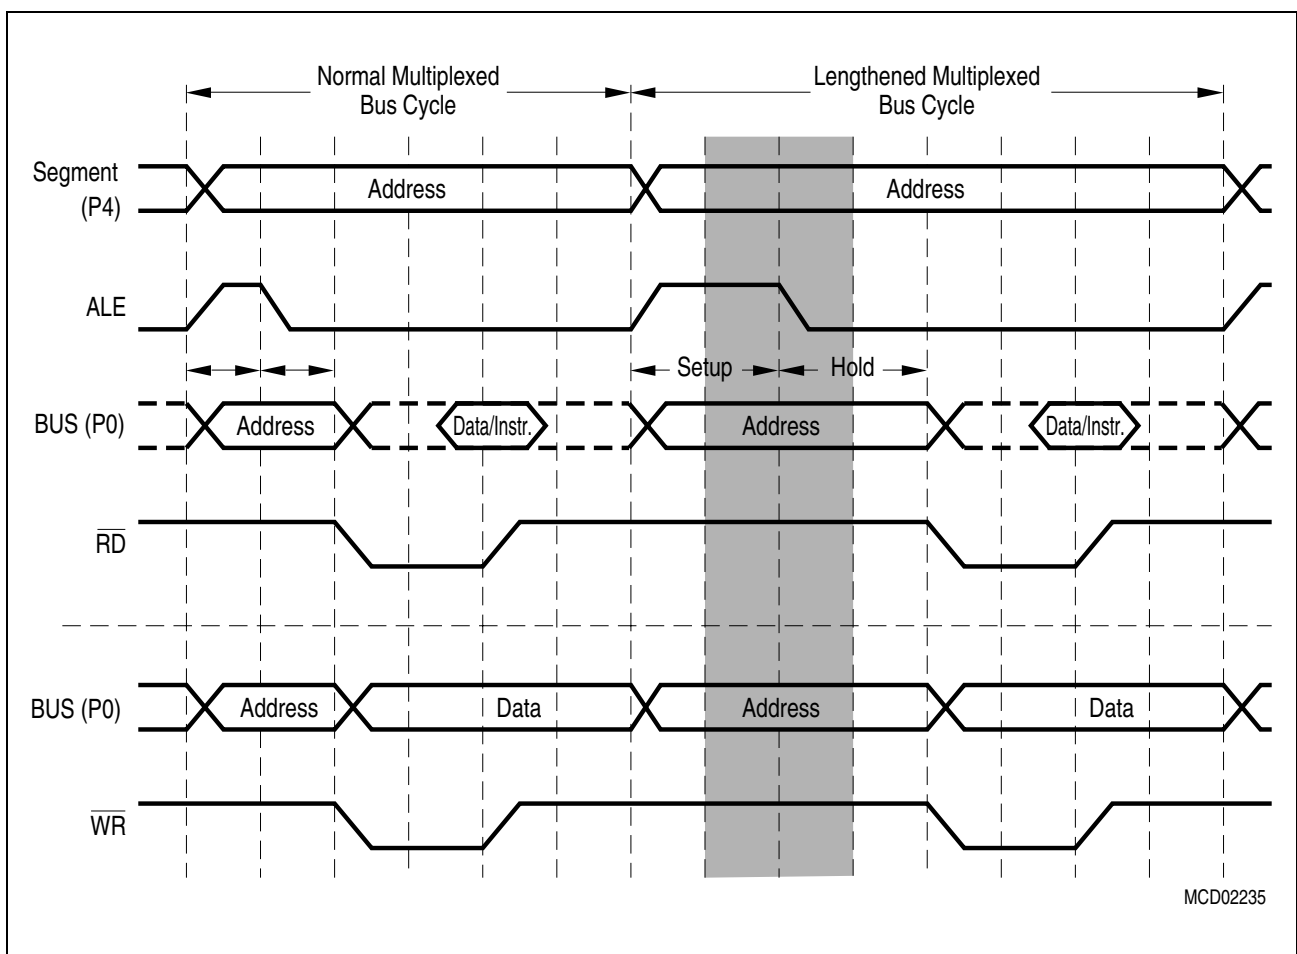 Normal Multiplexed
Bus Cycle
Lengthened Multiplexed
Bus Cycle
Segment
(P4)
Address
Address
ALE
Setup
Hold
BUS (P0)
Address
Data/Instr.
Address
Data/Instr.
RD
BUS (P0)
Address
Data
Address
Data
WR
MCD02235